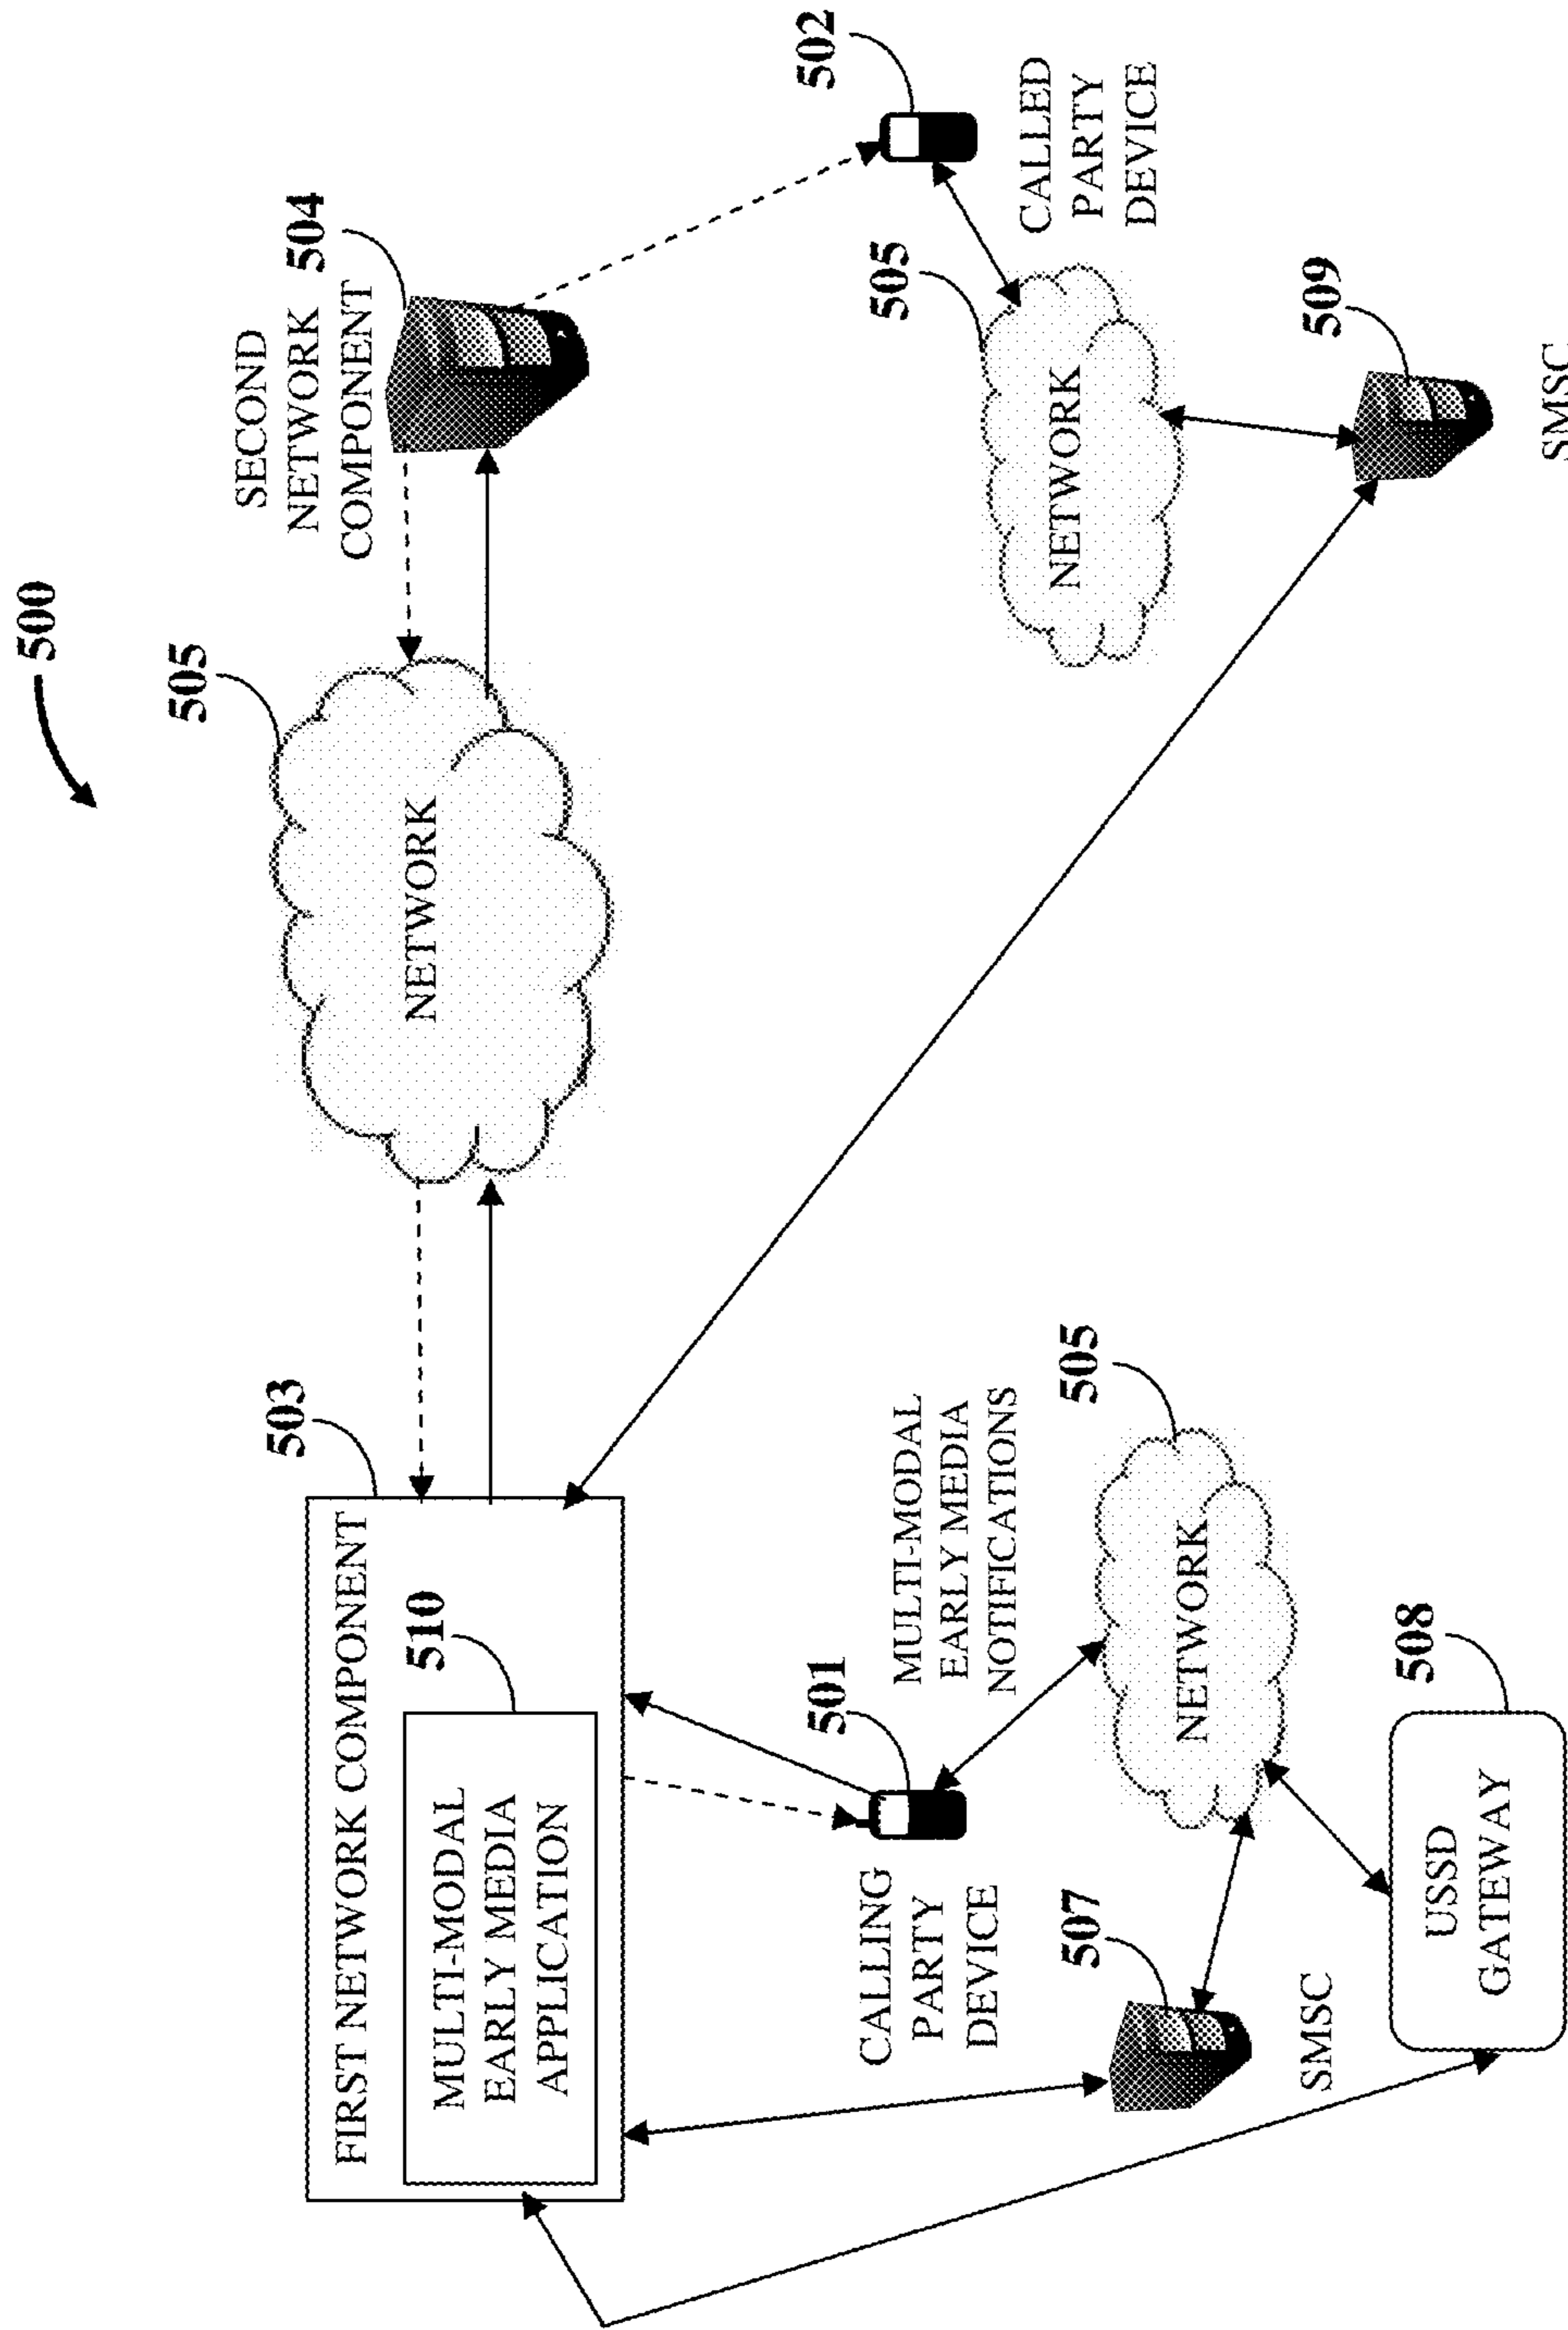 500
FIRST NETWORK COMPONENT
503
510
MULTI-MODAL
EARLY MEDIA
APPLICATION
505
NETWORK
SECOND
NETWORK
COMPONENT
504
CALLING
PARTY
DEVICE
501
MULTI-MODAL
EARLY MEDIA
NOTIFICATIONS
502
CALLED
PARTY
DEVICE
507
SMSC
505
NETWORK
505
NETWORK
508
USSD
GATEWAY
509
SMSC